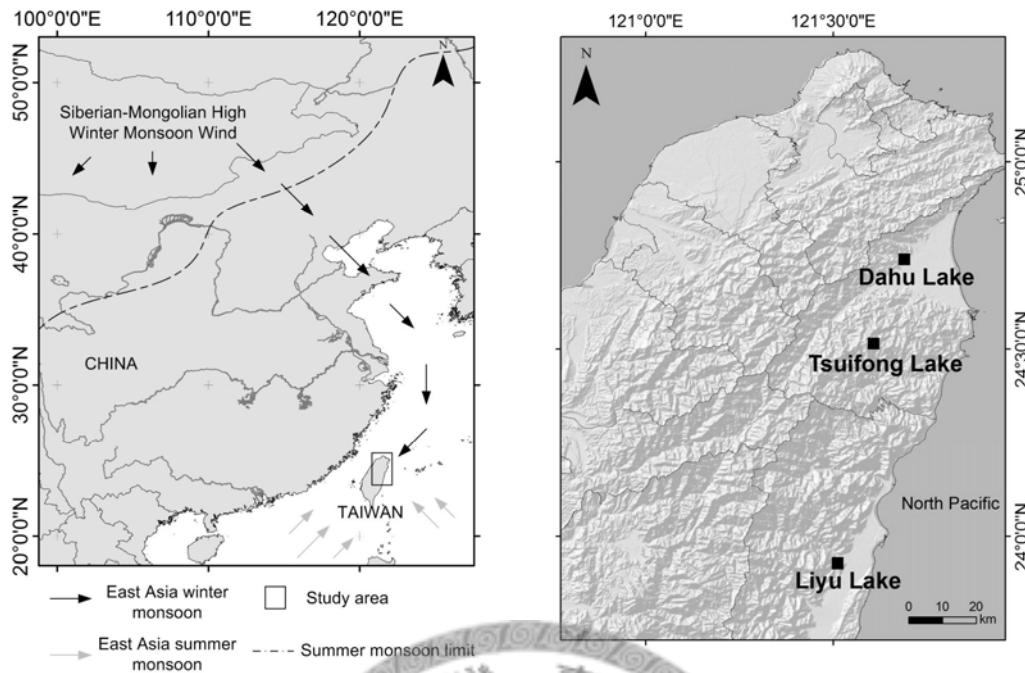 100°0'0"E
110°0'0"E
120°0'0"E
50°0'0"N
40°0'0"N
30°0'0"N
20°0'0"N
N
Siberian-Mongolian High
Winter Monsoon Wind
CHINA
TAIWAN
East Asia winter
monsoon
Study area
East Asia summer
monsoon
Summer monsoon limit
121°0'0"E
121°30'0"E
N
25°0'0"N
24°30'0"N
24°0'0"N
Dahu Lake
Tsuifong Lake
North Pacific
Liyu Lake
0 10 20
km